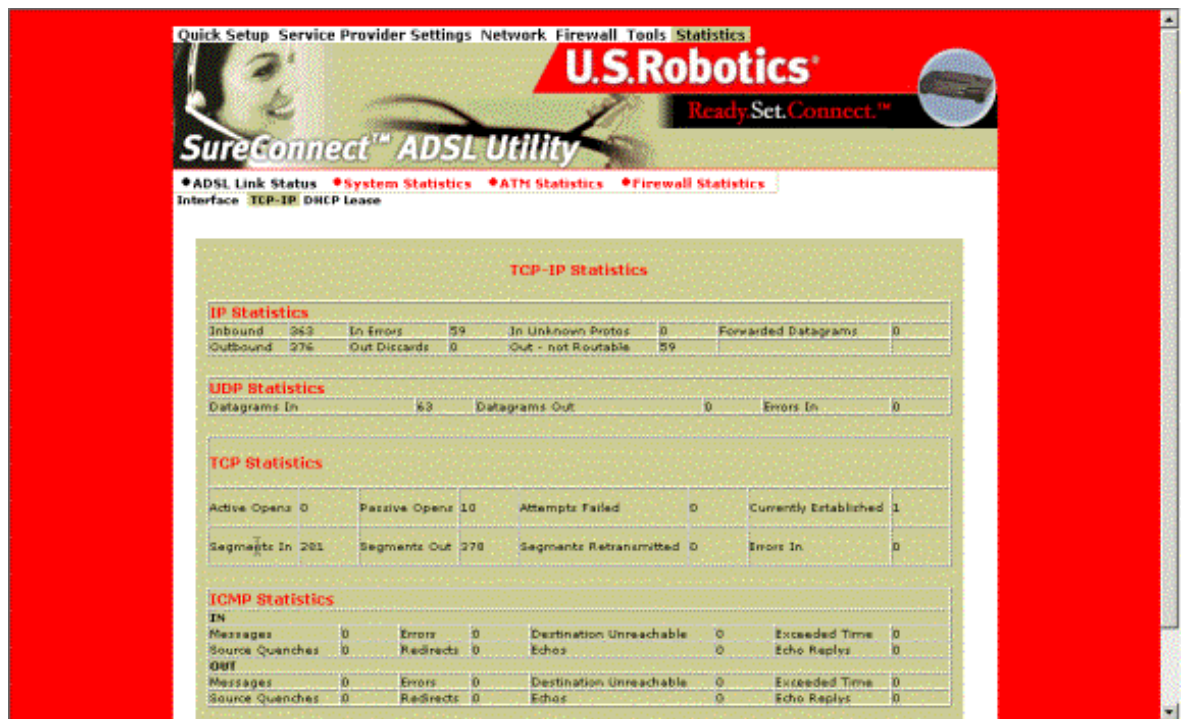 Quick Setup Service Provider Settings Network Firewall Tools Statistics
U.S.Robotics
Ready.Set.Connect.™
SureConnect™ ADSL Utility
ADSL Link Status System Statistics ATM Statistics Firewall Statistics
Interface TCP-IP DHCP Lease
TCP-IP Statistics
IP Statistics
Inbound 363 In Errors 59 In Unknown Protos 0 Forwarded Datagrams 0
Outbound 376 Out Discards 0 Out - not Routable 59
UDP Statistics
Datagrams In 63 Datagrams Out 0 Errors In 0
TCP Statistics
Active Opens 0 Passive Opens 10 Attempts Failed 0 Currently Established 1
Segments In 281 Segments Out 378 Segments Retransmitted 0 Errors In 0
ICMP Statistics
IN
Messages 0 Errors 0 Destination Unreachable 0 Exceeded Time 0
Source Quenches 0 Redirects 0 Echos 0 Echo Replys 0
OUT
Messages 0 Errors 0 Destination Unreachable 0 Exceeded Time 0
Source Quenches 0 Redirects 0 Echos 0 Echo Replys 0